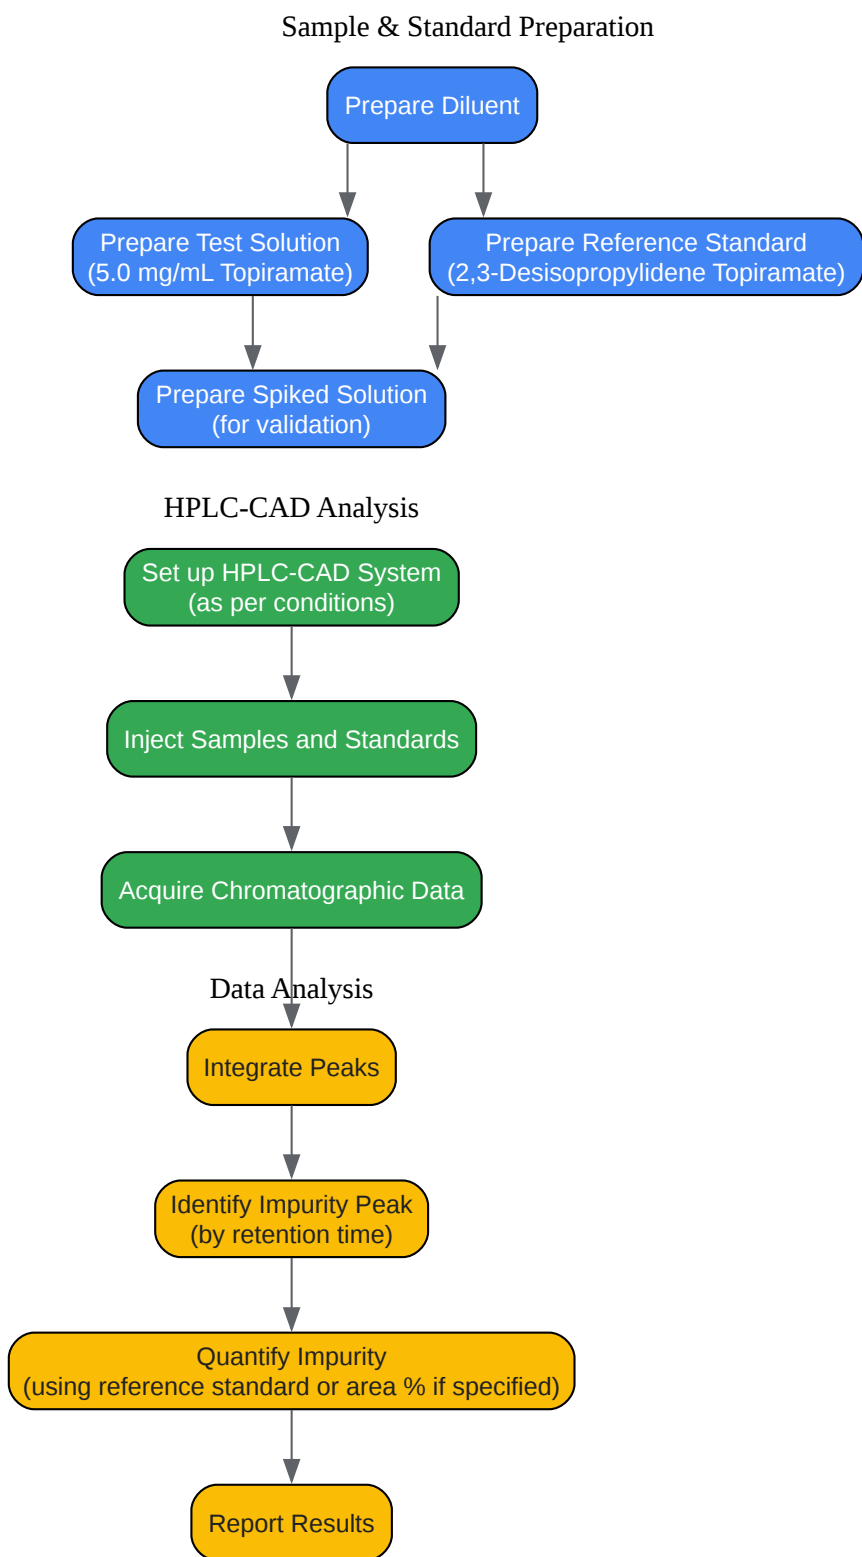 Sample & Standard Preparation
Prepare Diluent
Prepare Test Solution
(5.0 mg/mL Topiramate)
Prepare Reference Standard
(2,3-Desisopropylidene Topiramate)
Prepare Spiked Solution
(for validation)
HPLC-CAD Analysis
Set up HPLC-CAD System
(as per conditions)
Inject Samples and Standards
Acquire Chromatographic Data
Data Analysis
Integrate Peaks
Identify Impurity Peak
(by retention time)
Quantify Impurity
(using reference standard or area % if specified)
Report Results